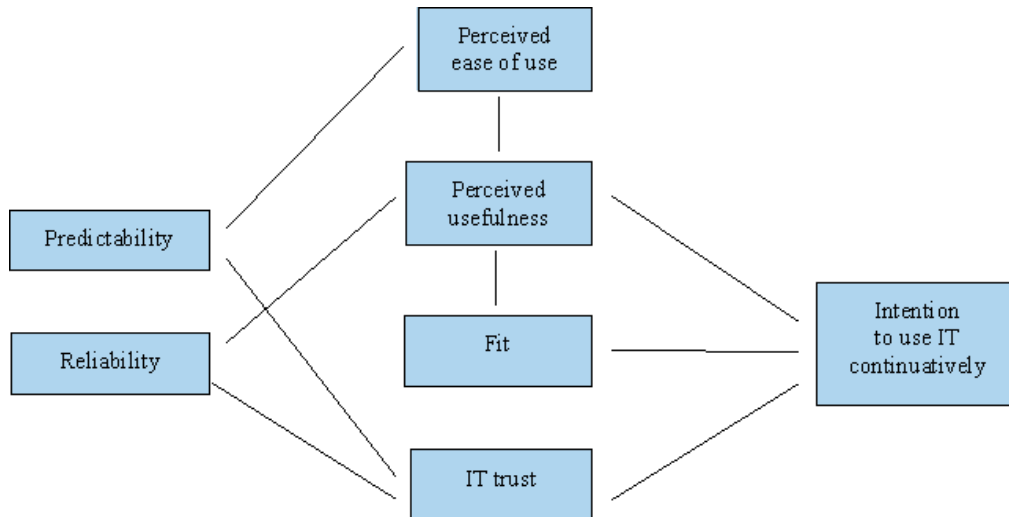 Perceived
ease of use
Perceived
usefulness
Predictability
Reliability
Fit
Intention
to use IT
continuatively
IT trust